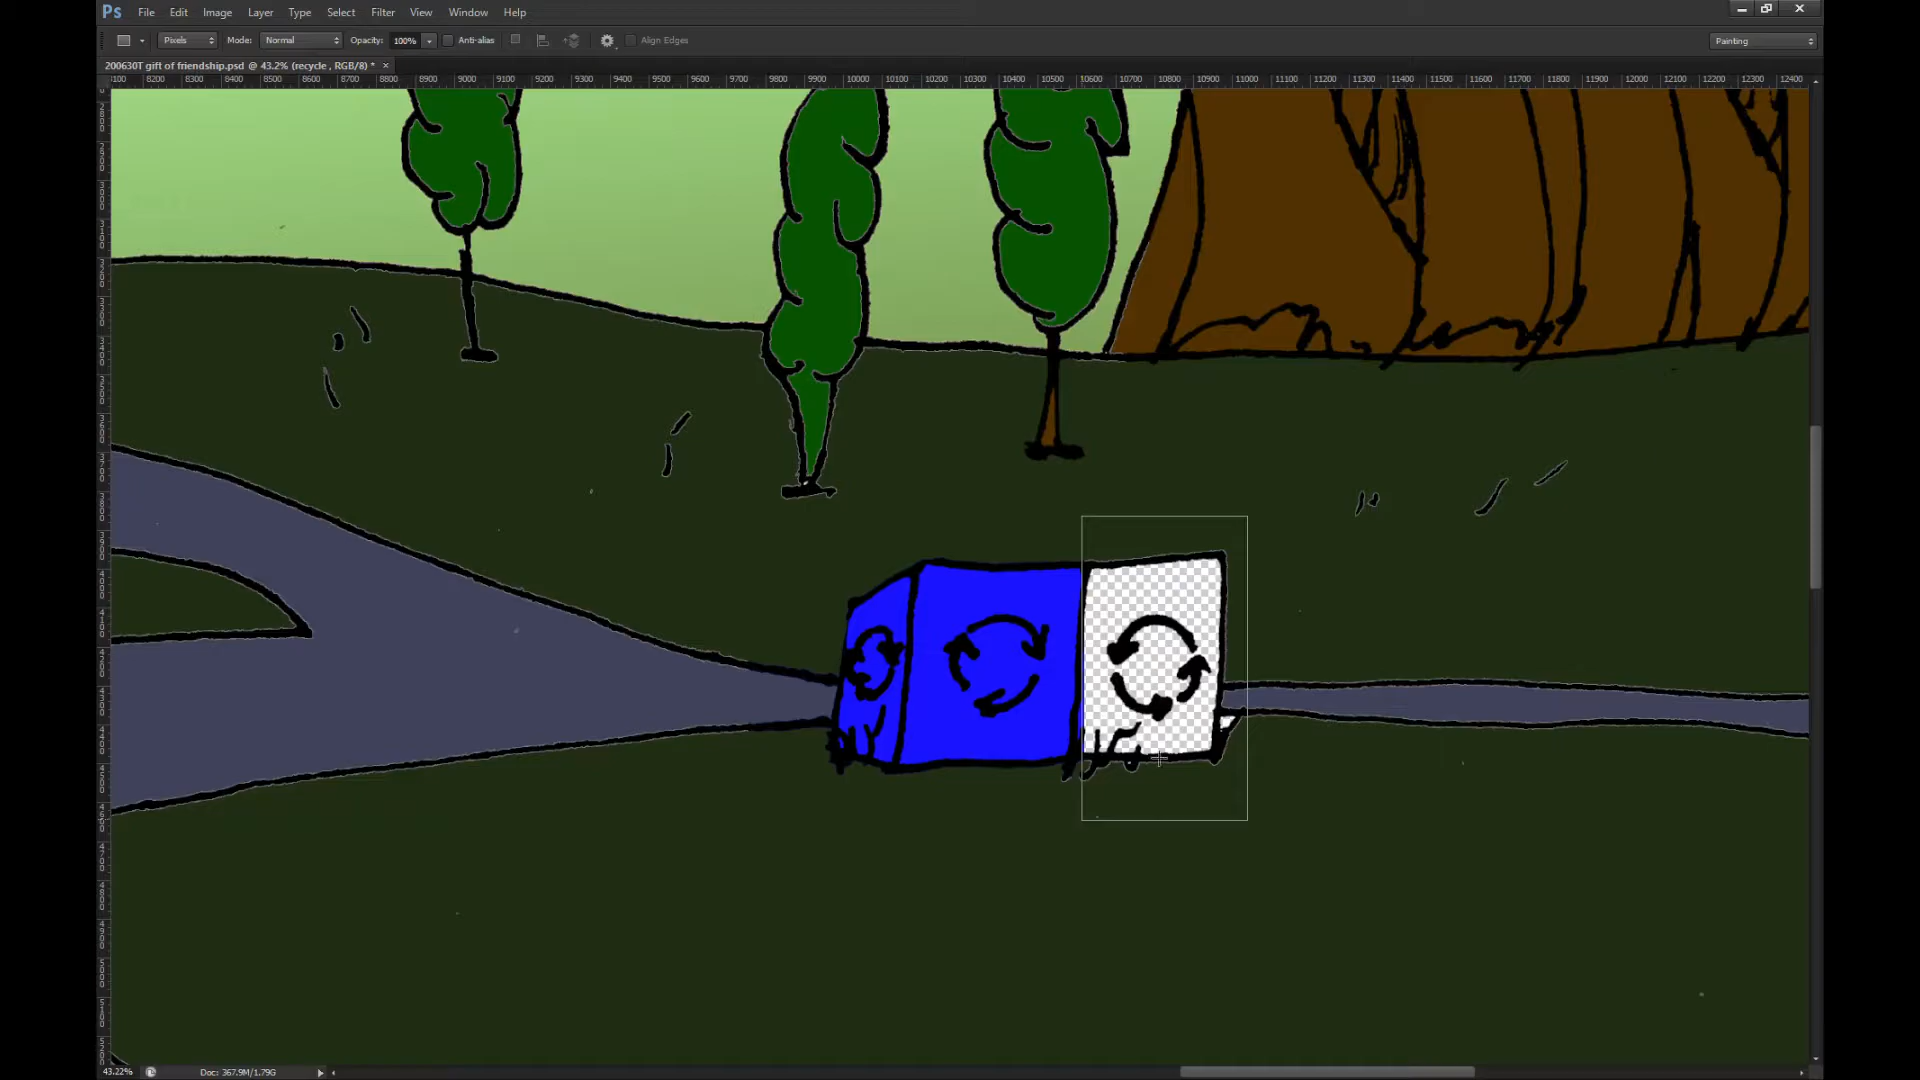 Ps File Edit Image Layer Type Select Filter View Window Help
Pixels Mode: Normal Opacity: 100% Anti-alias Align Edges Painting
200630T gift of friendship.psd @ 43.2% (recycle , RGB/8) * ×
8100 8200 8300 8400 8500 8600 8700 8800 8900 9000 9100 9200 9300 9400 9500 9600 9700 9800 9900 10000 10100 10200 10300 10400 10500 10600 10700 10800 10900 11000 11100 11200 11300 11400 11500 11600 11700 11800 11900 12000 12100 12200 12300 12400
43.22% Doc: 367.9M/1.79G